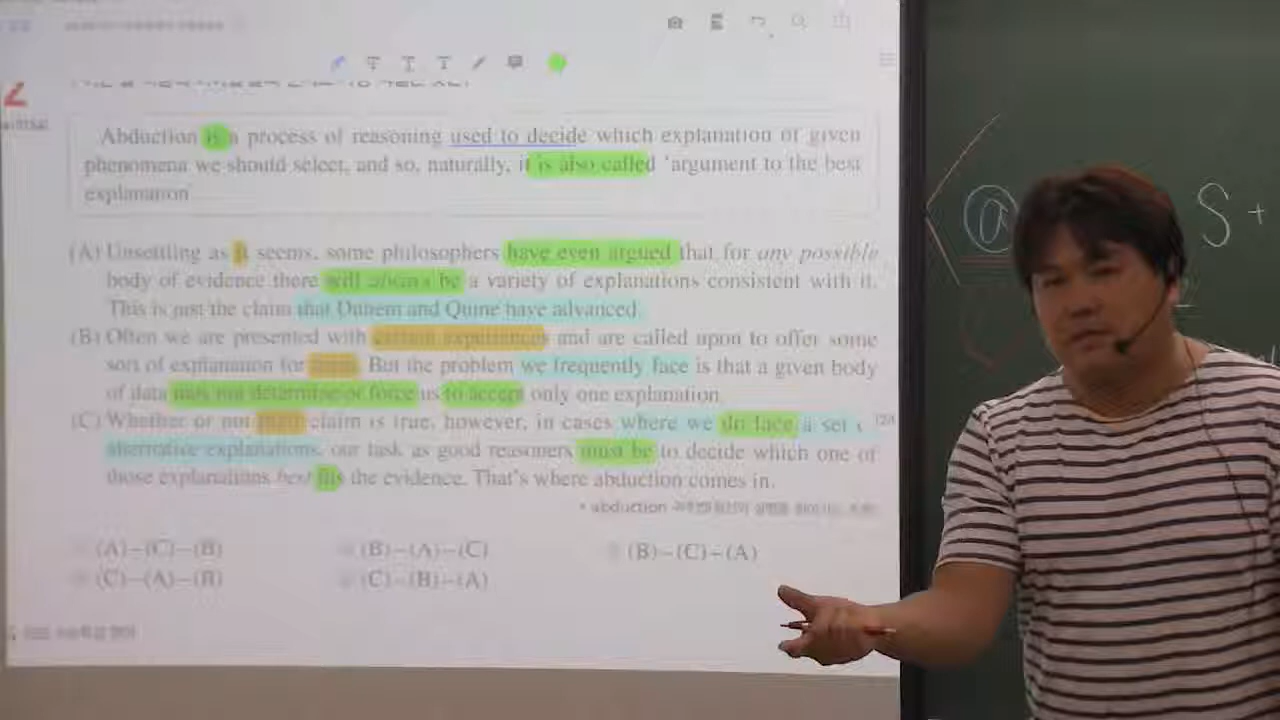 Abduction is a process of reasoning used to decide which explanation of given
phenomena we should select, and so, naturally, it is also called ‘argument to the best
explanation’
(A) Unsettling as it seems, some philosophers have even argued that for any possible
body of evidence there will always be a variety of explanations consistent with it.
This is just the claim that Duhem and Quine have advanced.
(B) Often we are presented with certain experiences and are called upon to offer some
sort of explanation for them. But the problem we frequently face is that a given body
of data may not determine or force us to accept only one explanation.
(C) Whether or not their claim is true, however, in cases where we do face a set
alternative explanations, our task as good reasoners must be to decide which one of
those explanations best fits the evidence. That's where abduction comes in.
* abduction
(A)–(C)–(B)
(B)–(A)–(C)
(B)–(C)–(A)
(C)–(A)–(B)
(C)–(B)–(A)
a
S +